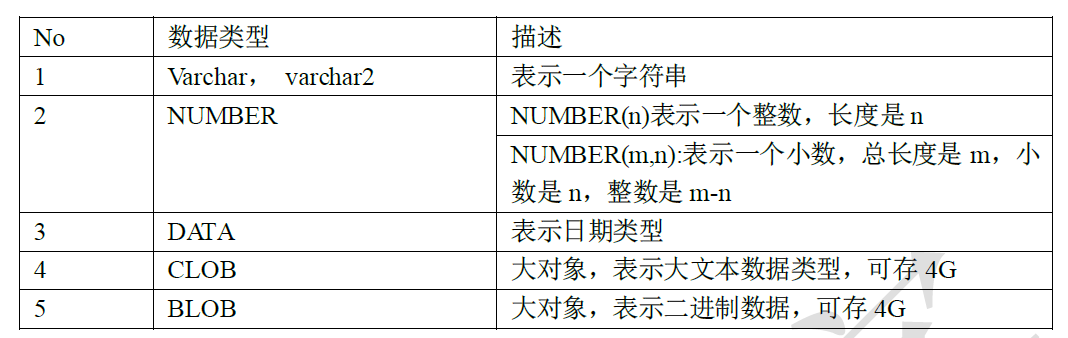 No 数据类型 描述
1 Varchar， varchar2 表示一个字符串
2 NUMBER NUMBER(n)表示一个整数，长度是 n
NUMBER(m,n):表示一个小数，总长度是 m，小
数是 n，整数是 m-n
3 DATA 表示日期类型
4 CLOB 大对象，表示大文本数据类型，可存 4G
5 BLOB 大对象，表示二进制数据，可存 4G